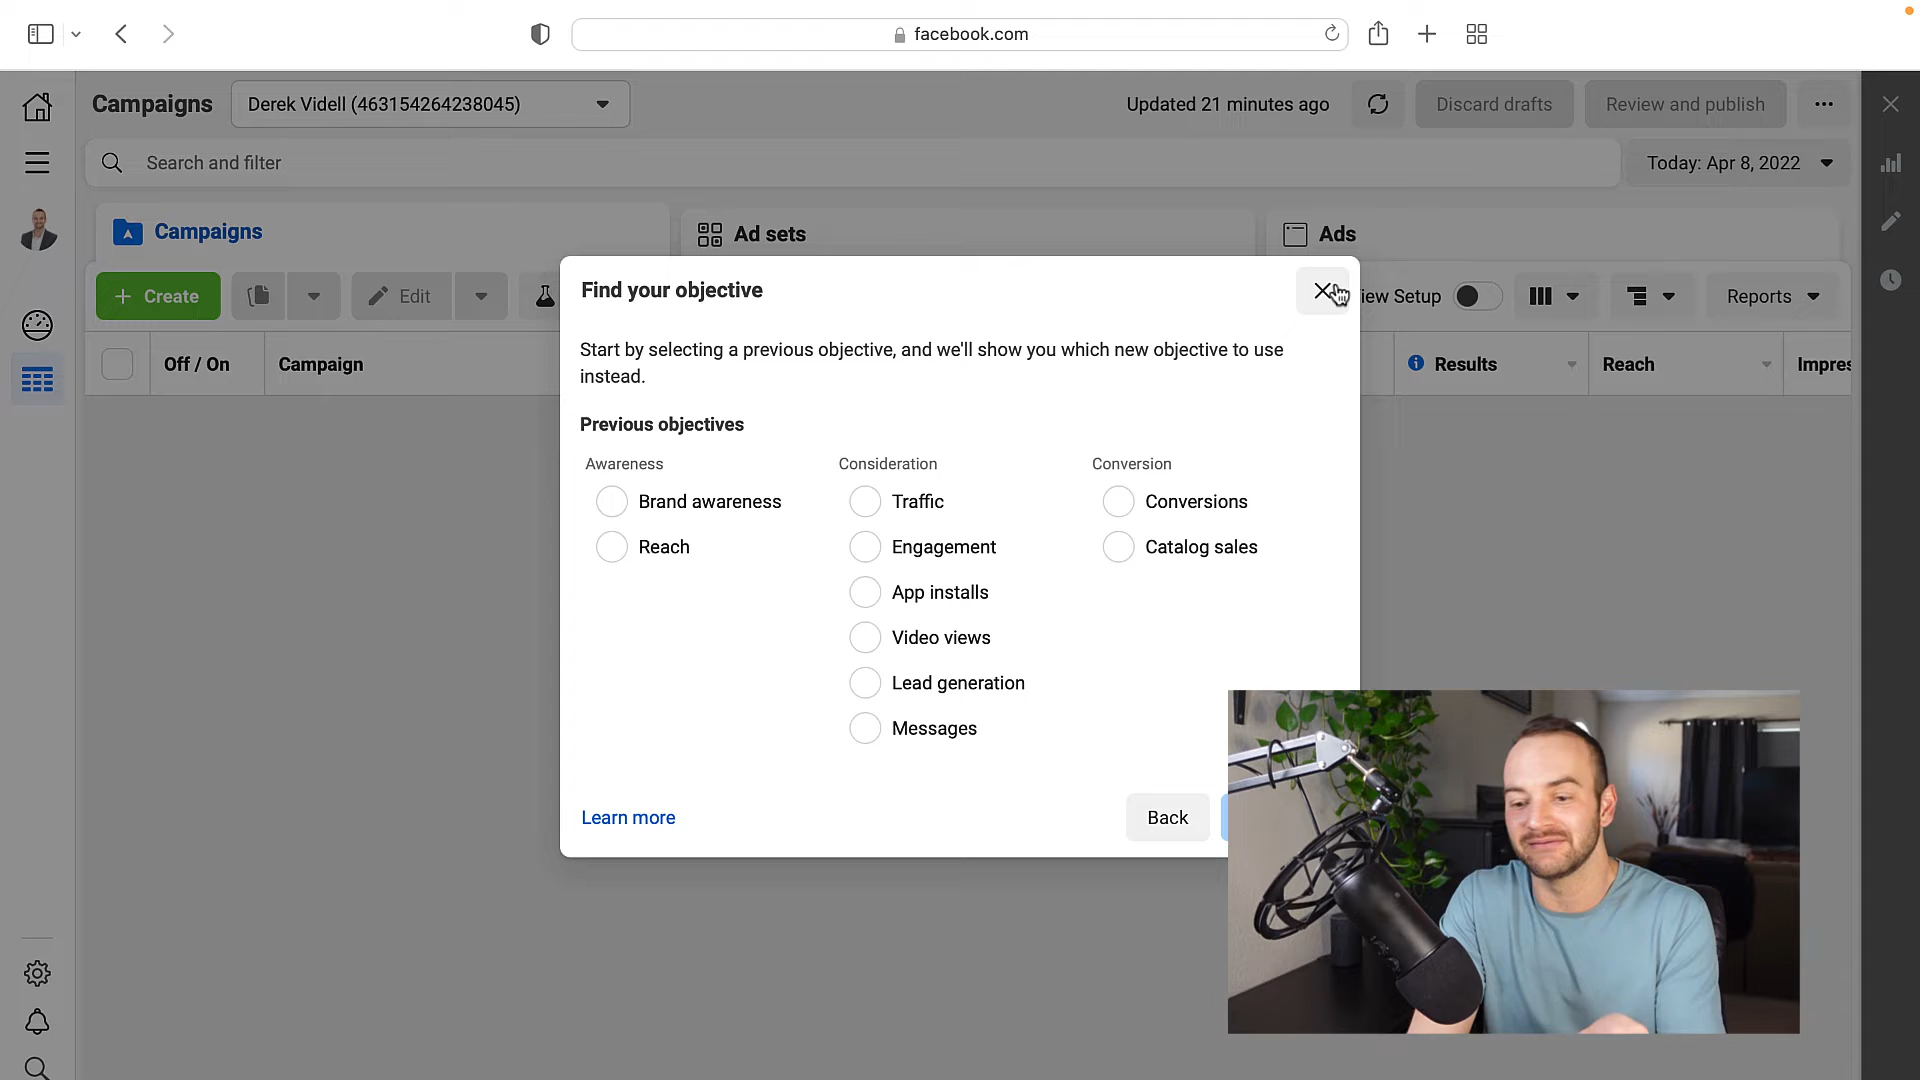 facebook.com
Campaigns
Derek Videll (463154264238045)
Updated 21 minutes ago
Discard drafts
Review and publish
Search and filter
Today: Apr 8, 2022
Campaigns
Ad sets
Ads
+ Create
Edit
Find your objective
iew Setup
Reports
Start by selecting a previous objective, and we'll show you which new objective to use
instead.
Off / On
Campaign
Results
Reach
Impres
Previous objectives
Awareness
Consideration
Conversion
Brand awareness
Traffic
Conversions
Reach
Engagement
Catalog sales
App installs
Video views
Lead generation
Messages
Learn more
Back